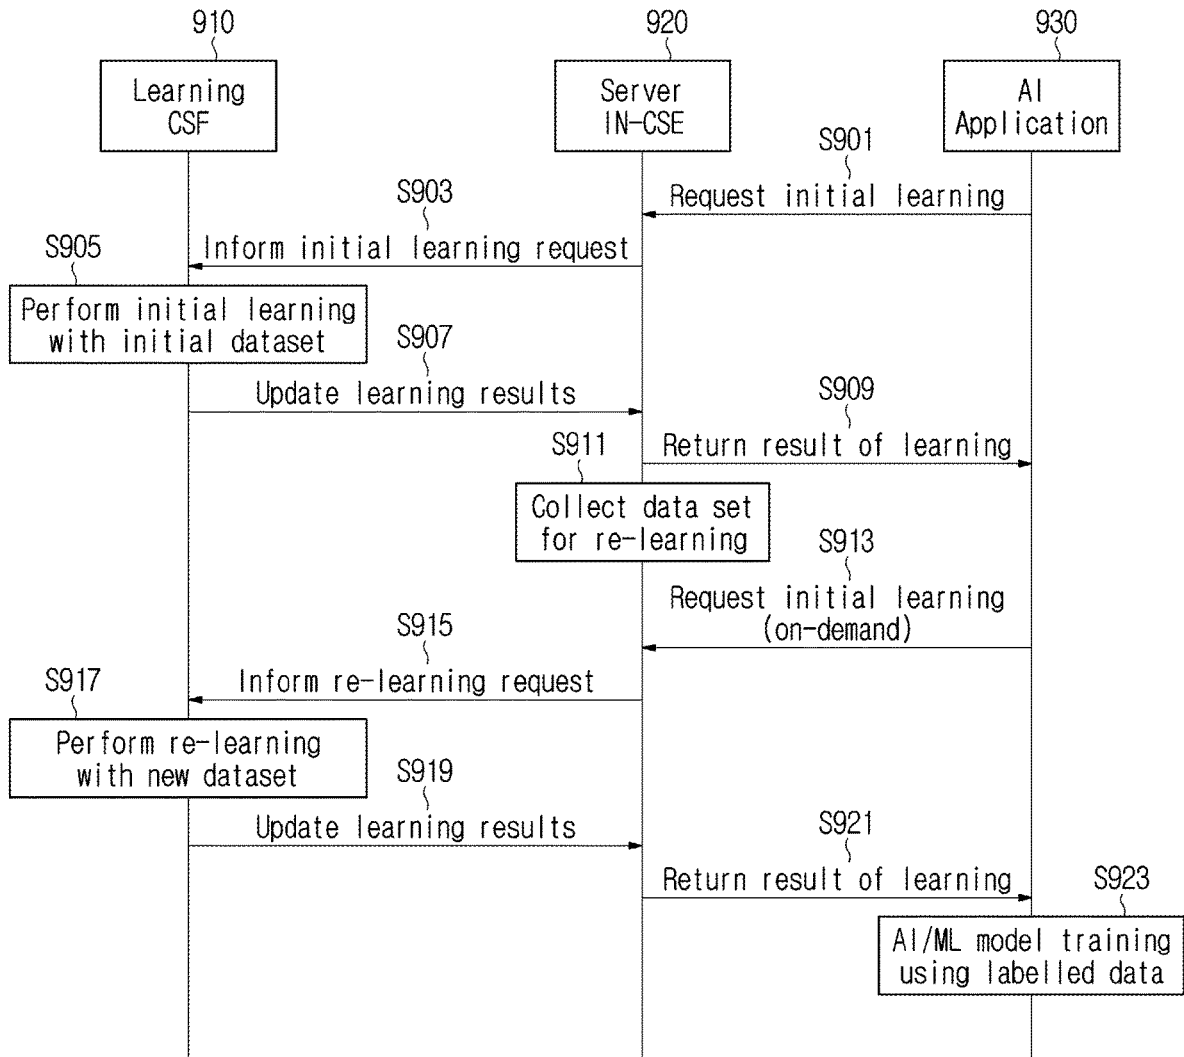 910
920
930
Learning
CSF
Server
IN-CSE
AI
Application
S901
Request initial learning
S903
Inform initial learning request
S905
Perform initial learning
with initial dataset
S907
Update learning results
S909
Return result of learning
S911
Collect data set
for re-learning
S913
Request initial learning
(on-demand)
S915
Inform re-learning request
S917
Perform re-learning
with new dataset
S919
Update learning results
S921
Return result of learning
S923
AI/ML model training
using labelled data